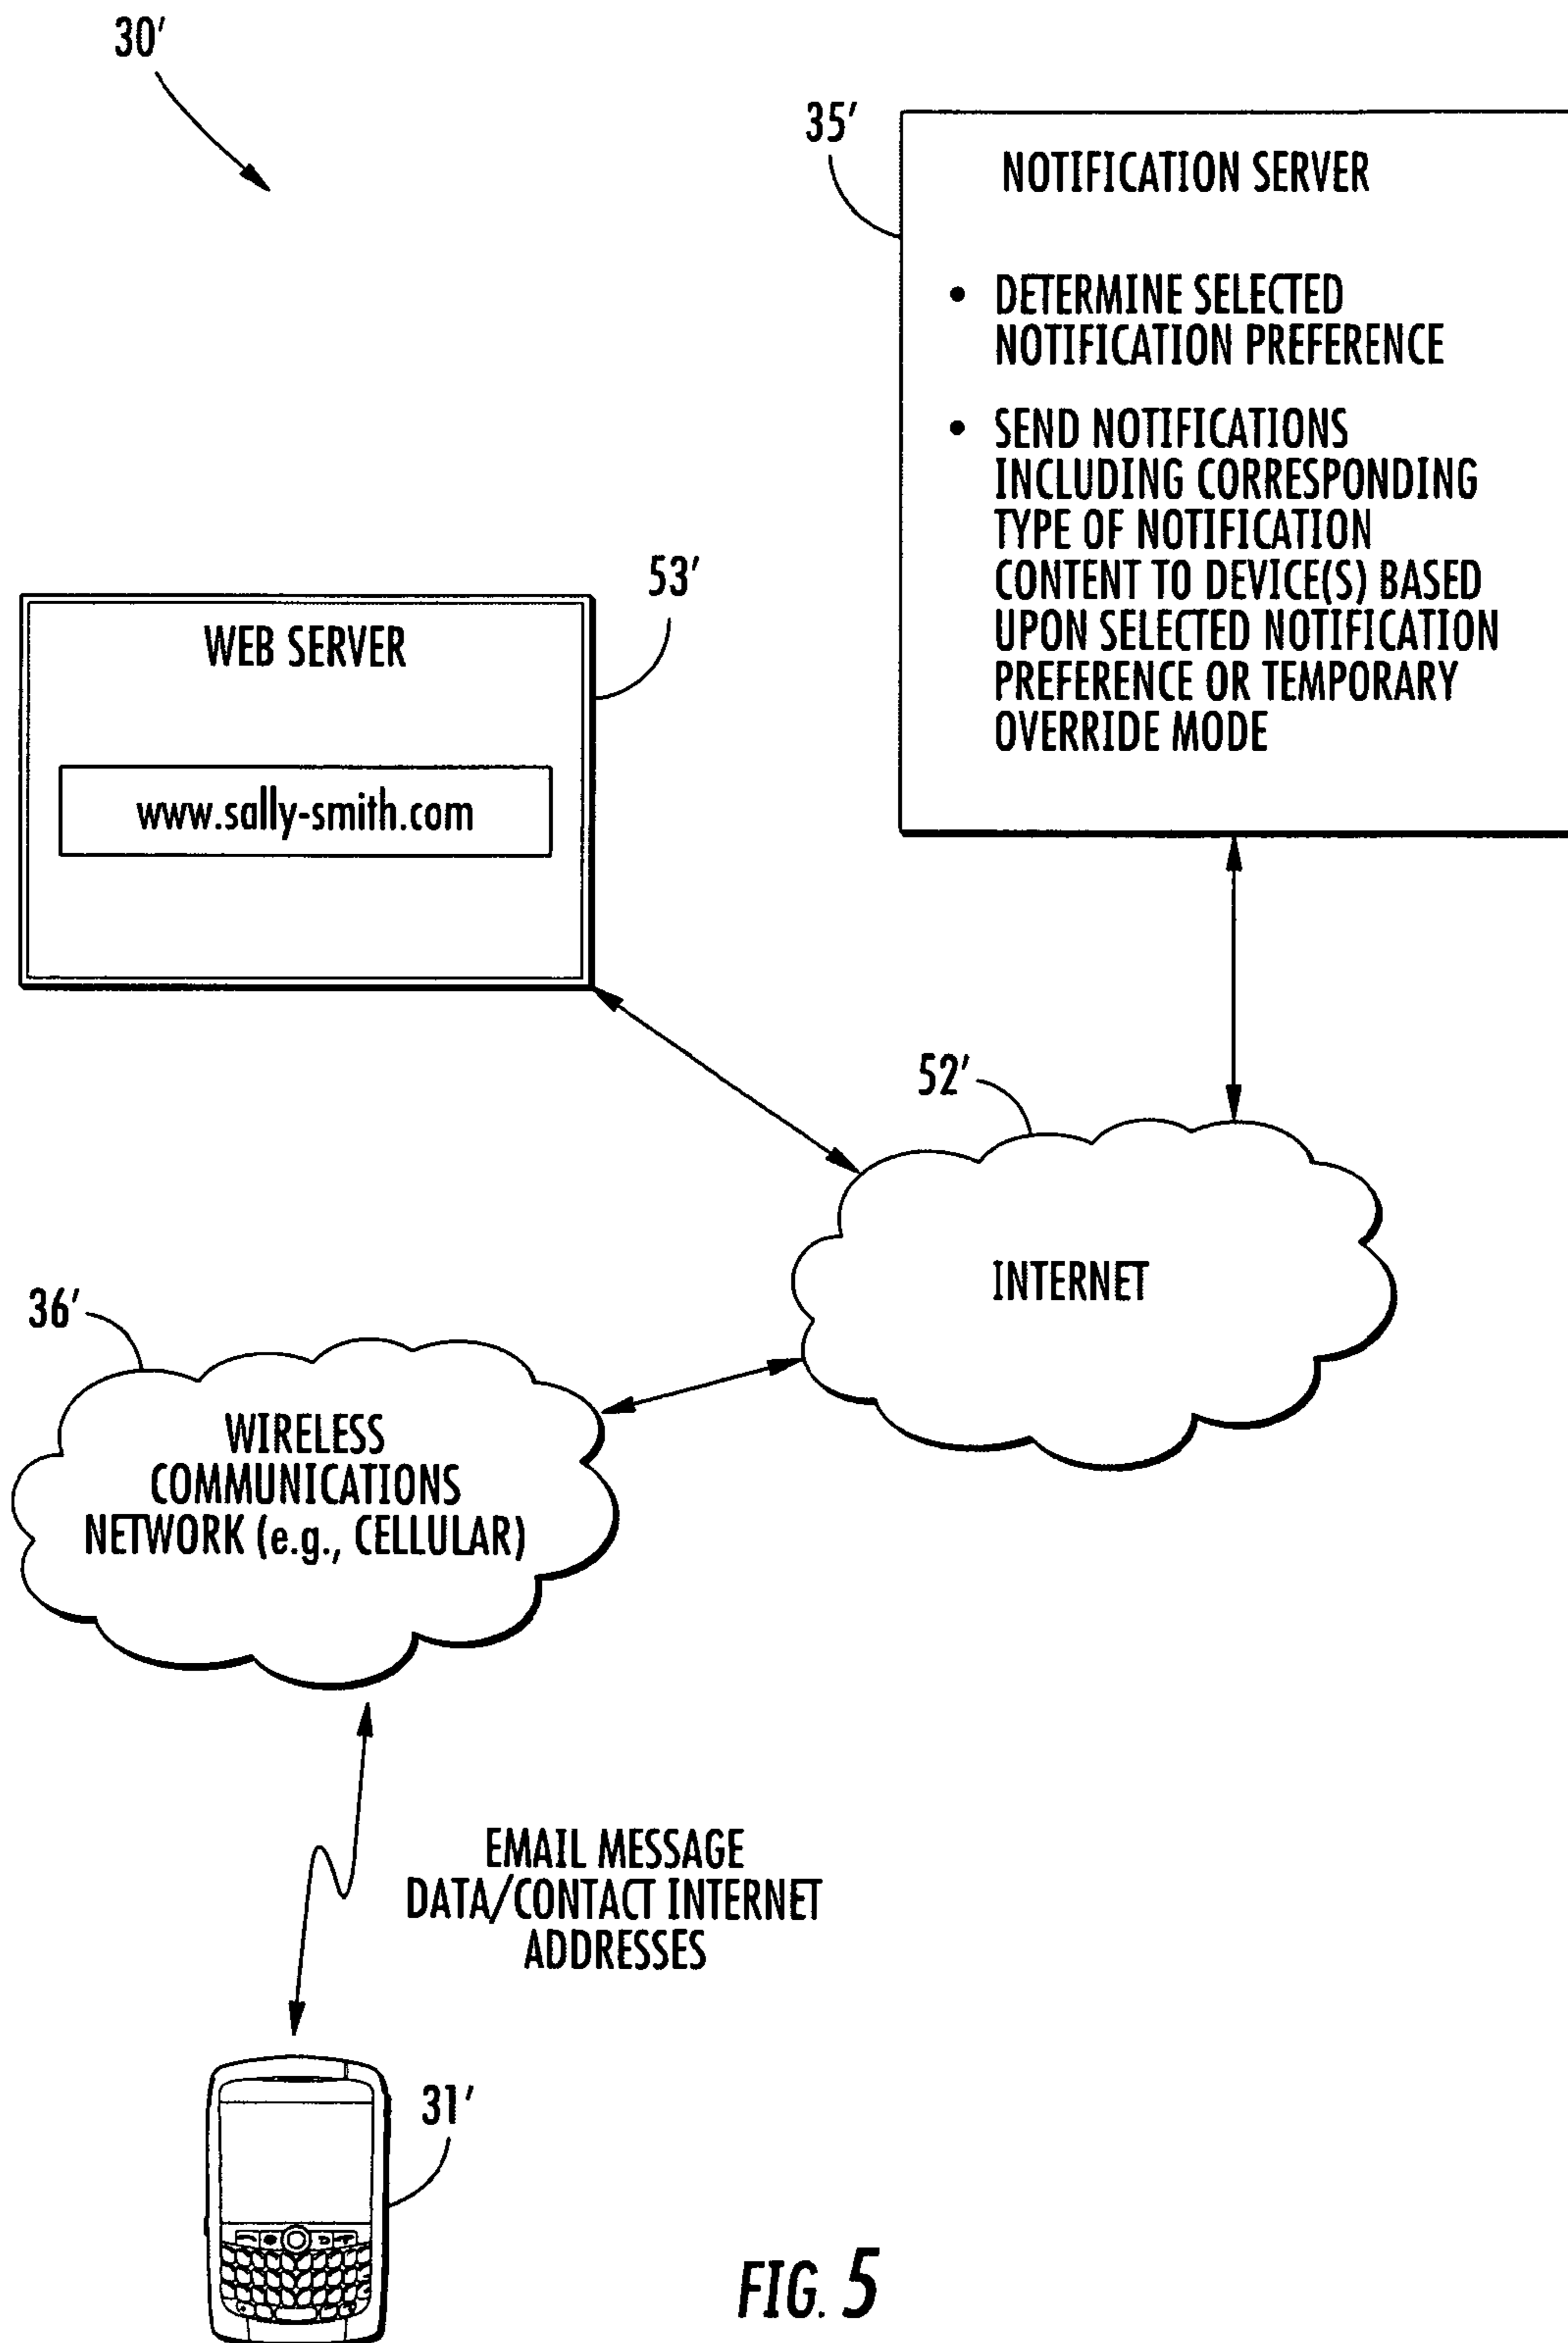 30'
35'
NOTIFICATION SERVER
• DETERMINE SELECTED
NOTIFICATION PREFERENCE
• SEND NOTIFICATIONS
INCLUDING CORRESPONDING
TYPE OF NOTIFICATION
CONTENT TO DEVICE(S) BASED
UPON SELECTED NOTIFICATION
PREFERENCE OR TEMPORARY
OVERRIDE MODE
53'
WEB SERVER
www.sally-smith.com
52'
INTERNET
36'
WIRELESS
COMMUNICATIONS
NETWORK (e.g., CELLULAR)
EMAIL MESSAGE
DATA/CONTACT INTERNET
ADDRESSES
31'
FIG. 5